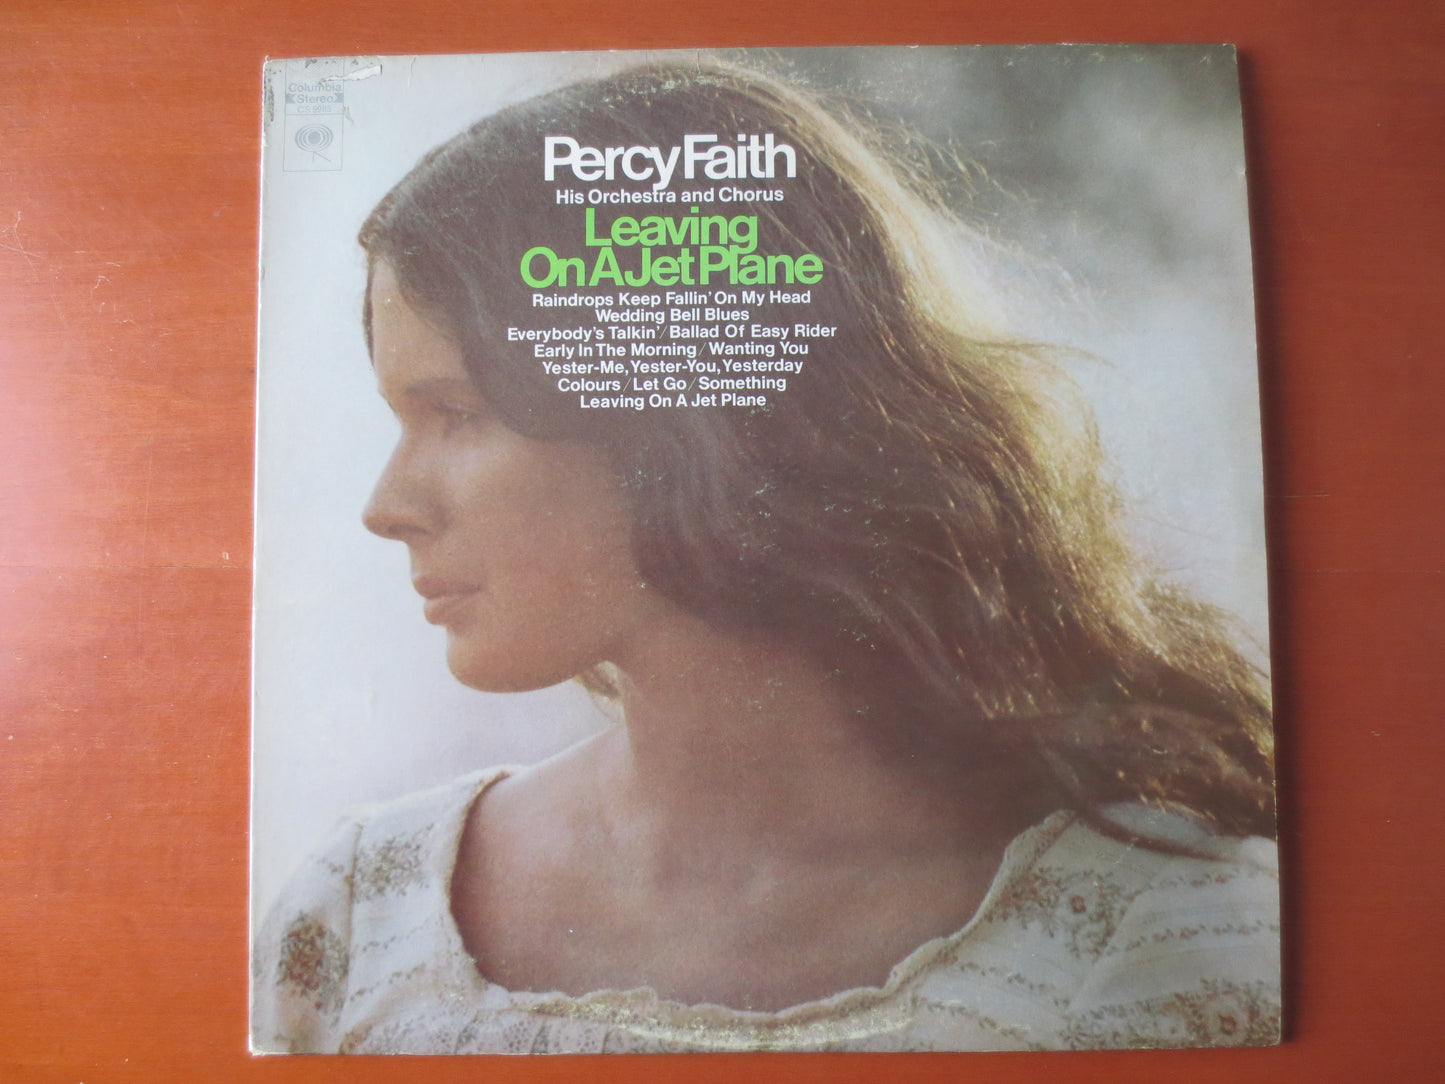 Columbia
Stereo
CS 9983
Percy Faith
His Orchestra and Chorus
Leaving
On A Jet Plane
Raindrops Keep Fallin' On My Head
Wedding Bell Blues
Everybody's Talkin'/Ballad Of Easy Rider
Early In The Morning/Wanting You
Yester-Me, Yester-You, Yesterday
Colours/Let Go/Something
Leaving On A Jet Plane